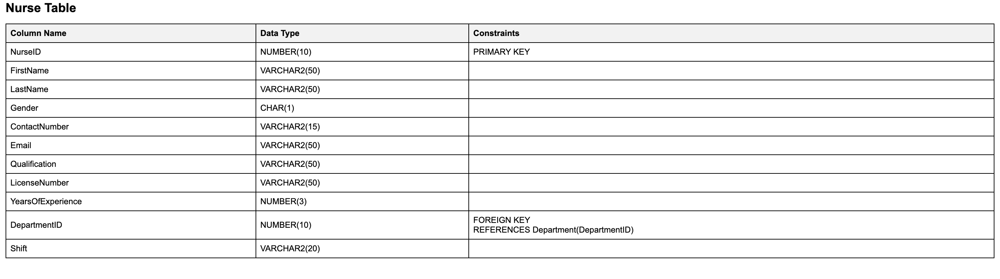 Nurse Table
Column Name Data Type Constraints
NurseID NUMBER(10) PRIMARY KEY
FirstName VARCHAR2(50)
LastName VARCHAR2(50)
Gender CHAR(1)
ContactNumber VARCHAR2(15)
Email VARCHAR2(50)
Qualification VARCHAR2(50)
LicenseNumber VARCHAR2(50)
YearsOfExperience NUMBER(3)
DepartmentID NUMBER(10) FOREIGN KEY
REFERENCES Department(DepartmentID)
Shift VARCHAR2(20)